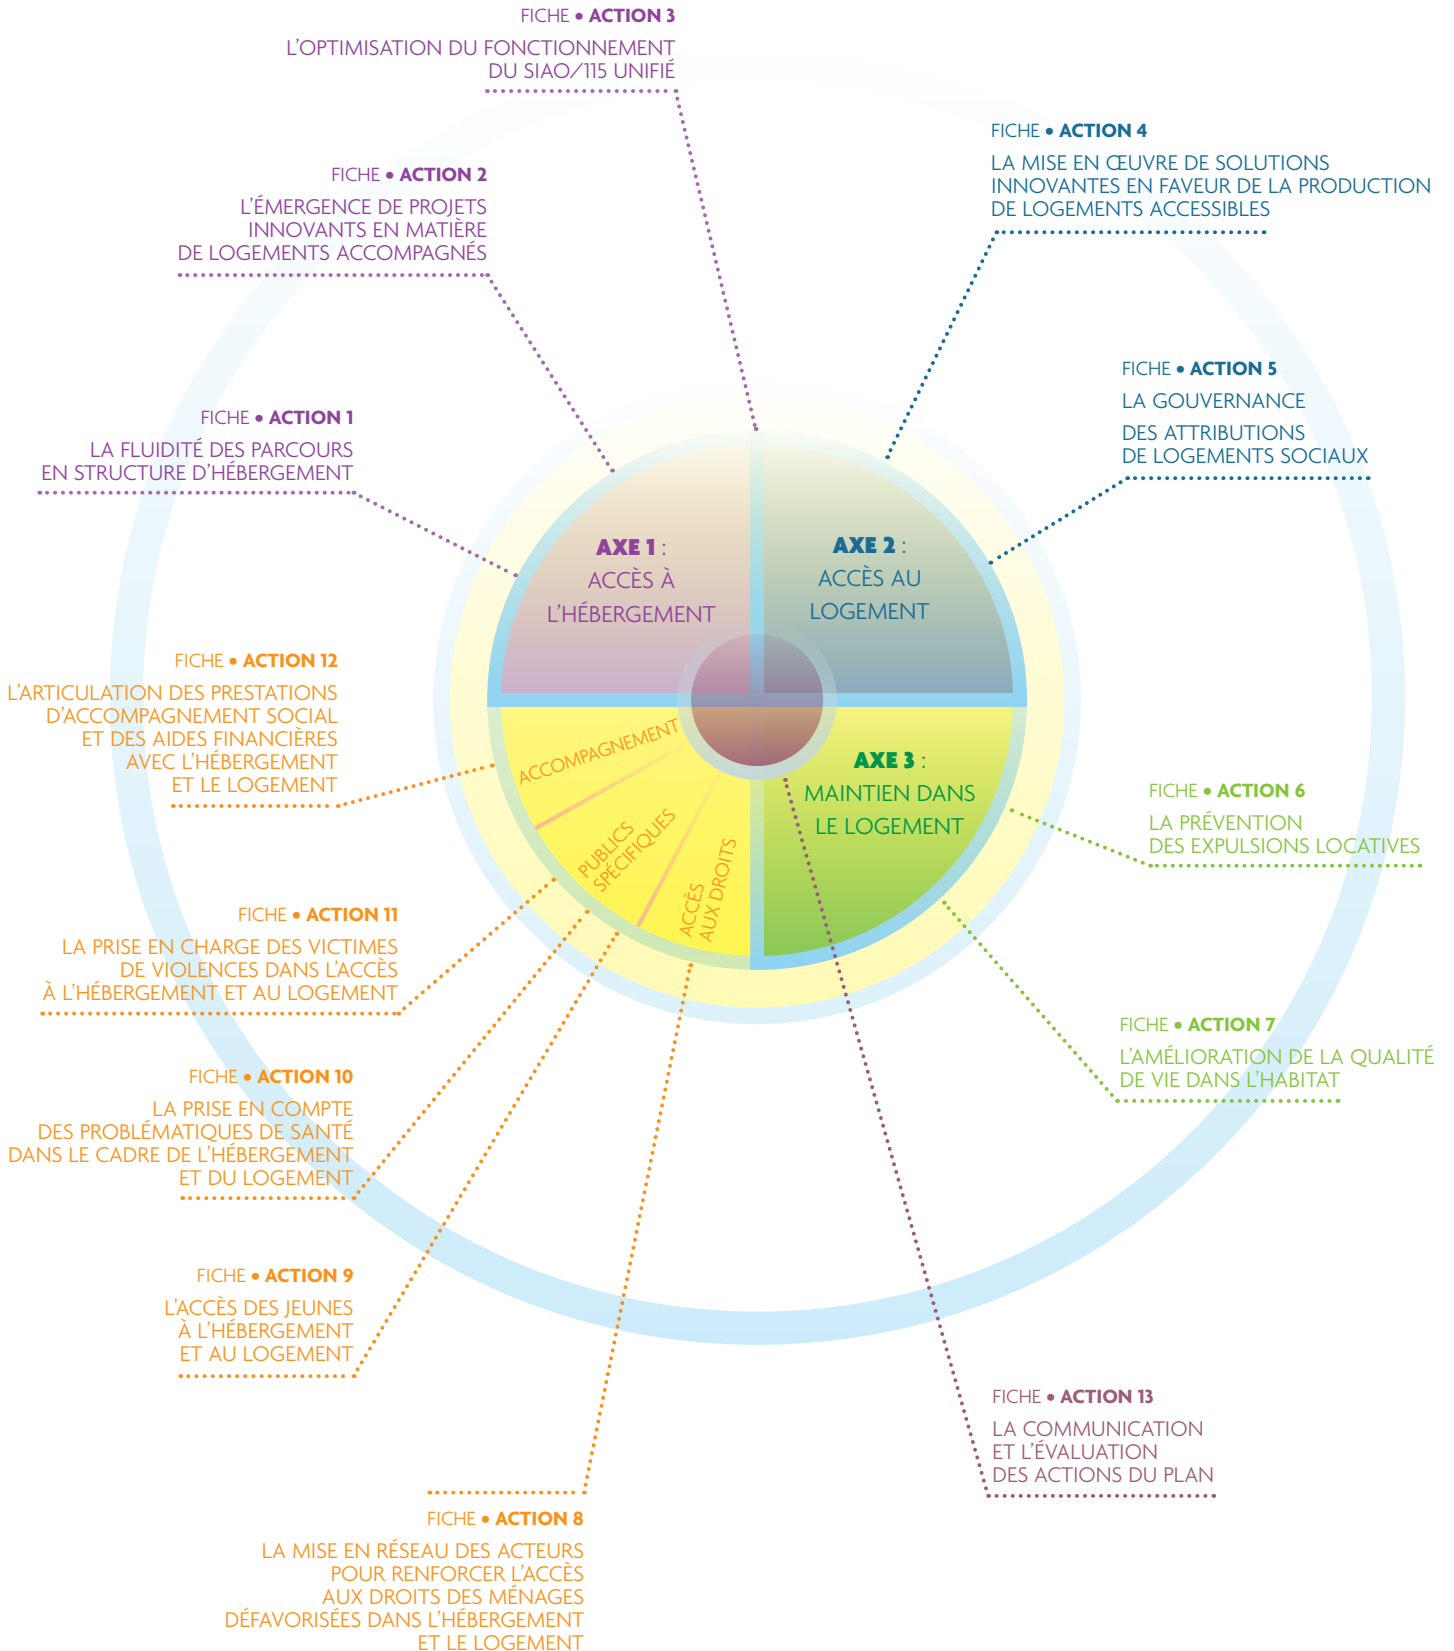 FICHE • ACTION 3
L'OPTIMISATION DU FONCTIONNEMENT
DU SIAO/115 UNIFIÉ
FICHE • ACTION 4
LA MISE EN ŒUVRE DE SOLUTIONS
INNOVANTES EN FAVEUR DE LA PRODUCTION
DE LOGEMENTS ACCESSIBLES
FICHE • ACTION 2
L'ÉMERGENCE DE PROJETS
INNOVANTS EN MATIÈRE
DE LOGEMENTS ACCOMPAGNÉS
FICHE • ACTION 5
LA GOUVERNANCE
DES ATTRIBUTIONS
DE LOGEMENTS SOCIAUX
FICHE • ACTION 1
LA FLUIDITÉ DES PARCOURS
EN STRUCTURE D'HÉBERGEMENT
AXE 1 :
ACCÈS À
L'HÉBERGEMENT
AXE 2 :
ACCÈS AU
LOGEMENT
FICHE • ACTION 12
L'ARTICULATION DES PRESTATIONS
D'ACCOMPAGNEMENT SOCIAL
ET DES AIDES FINANCIÈRES
AVEC L'HÉBERGEMENT
ET LE LOGEMENT
ACCOMPAGNEMENT
PUBLICS
SPÉCIFIQUES
ACCÈS
AUX DROITS
AXE 3 :
MAINTIEN DANS
LE LOGEMENT
FICHE • ACTION 6
LA PRÉVENTION
DES EXPULSIONS LOCATIVES
FICHE • ACTION 11
LA PRISE EN CHARGE DES VICTIMES
DE VIOLENCES DANS L'ACCÈS
À L'HÉBERGEMENT ET AU LOGEMENT
FICHE • ACTION 7
L'AMÉLIORATION DE LA QUALITÉ
DE VIE DANS L'HABITAT
FICHE • ACTION 10
LA PRISE EN COMPTE
DES PROBLÉMATIQUES DE SANTÉ
DANS LE CADRE DE L'HÉBERGEMENT
ET DU LOGEMENT
FICHE • ACTION 9
L'ACCÈS DES JEUNES
À L'HÉBERGEMENT
ET AU LOGEMENT
FICHE • ACTION 13
LA COMMUNICATION
ET L'ÉVALUATION
DES ACTIONS DU PLAN
FICHE • ACTION 8
LA MISE EN RÉSEAU DES ACTEURS
POUR RENFORCER L'ACCÈS
AUX DROITS DES MÉNAGES
DÉFAVORISÉES DANS L'HÉBERGEMENT
ET LE LOGEMENT